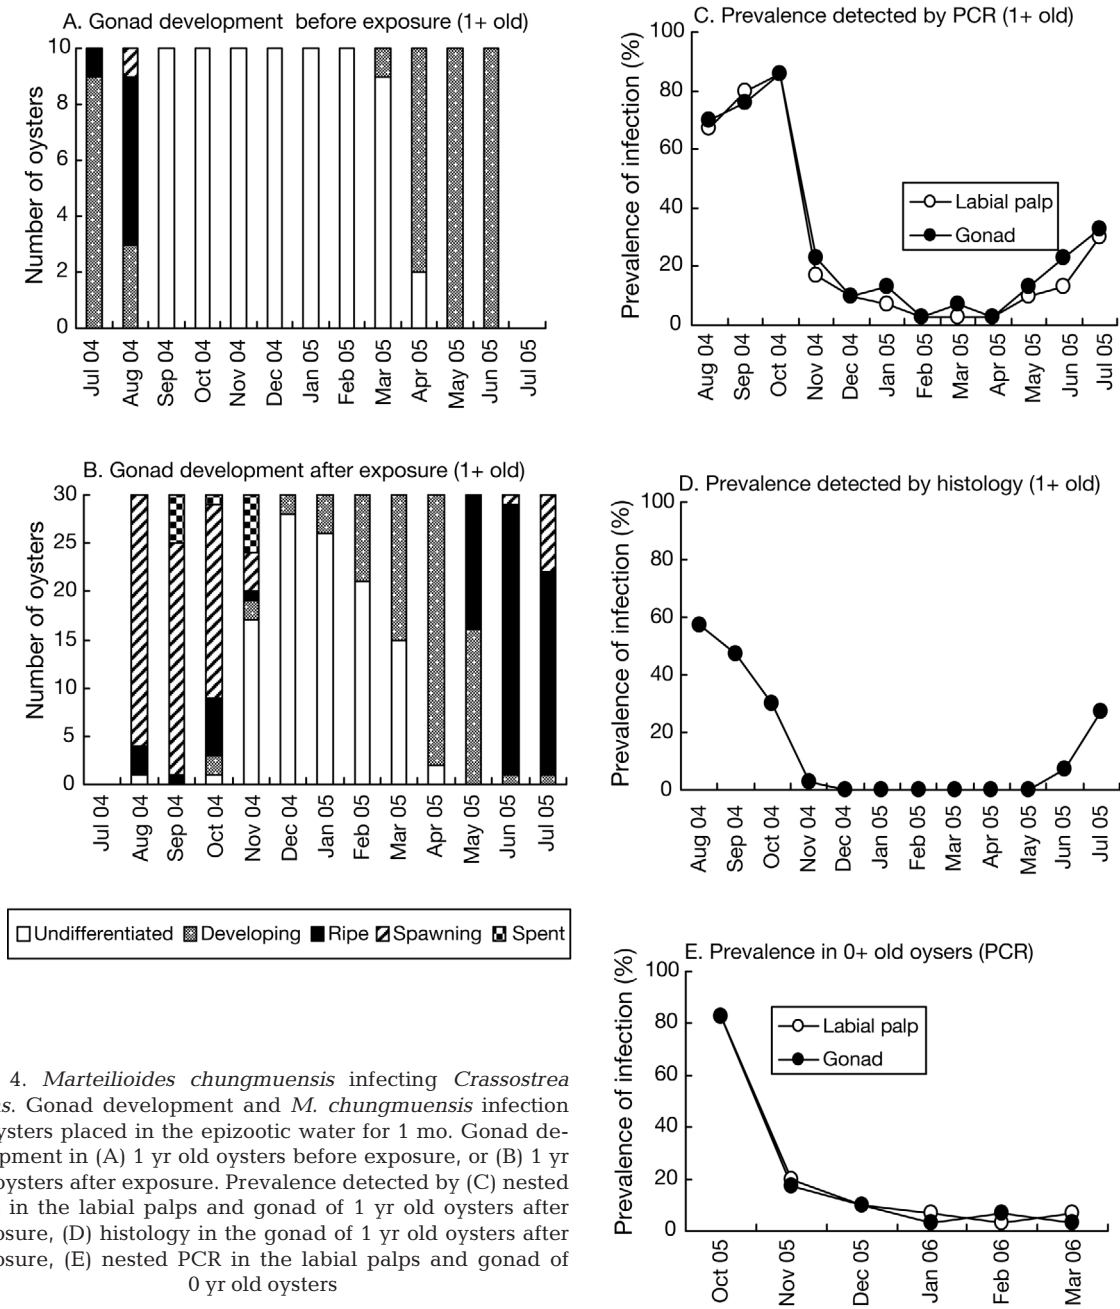 A. Gonad development before exposure (1+ old)
Number of oysters
10
8
6
4
2
0
Jul 04
Aug 04
Sep 04
Oct 04
Nov 04
Dec 04
Jan 05
Feb 05
Mar 05
Apr 05
May 05
Jun 05
Jul 05
B. Gonad development after exposure (1+ old)
Number of oysters
30
25
20
15
10
5
0
Jul 04
Aug 04
Sep 04
Oct 04
Nov 04
Dec 04
Jan 05
Feb 05
Mar 05
Apr 05
May 05
Jun 05
Jul 05
Undifferentiated Developing Ripe Spawning Spent
4. Marteilioides chungmuensis infecting Crassostrea
s. Gonad development and M. chungmuensis infection
ysters placed in the epizootic water for 1 mo. Gonad de-
opment in (A) 1 yr old oysters before exposure, or (B) 1 yr
oysters after exposure. Prevalence detected by (C) nested
in the labial palps and gonad of 1 yr old oysters after
osure, (D) histology in the gonad of 1 yr old oysters after
osure, (E) nested PCR in the labial palps and gonad of
0 yr old oysters
C. Prevalence detected by PCR (1+ old)
Prevalence of infection (%)
100
80
60
40
20
0
Labial palp
Gonad
Aug 04
Sep 04
Oct 04
Nov 04
Dec 04
Jan 05
Feb 05
Mar 05
Apr 05
May 05
Jun 05
Jul 05
D. Prevalence detected by histology (1+ old)
Prevalence of infection (%)
100
80
60
40
20
0
Aug 04
Sep 04
Oct 04
Nov 04
Dec 04
Jan 05
Feb 05
Mar 05
Apr 05
May 05
Jun 05
Jul 05
E. Prevalence in 0+ old oysers (PCR)
Prevalence of infection (%)
100
80
60
40
20
0
Labial palp
Gonad
Oct 05
Nov 05
Dec 05
Jan 06
Feb 06
Mar 06